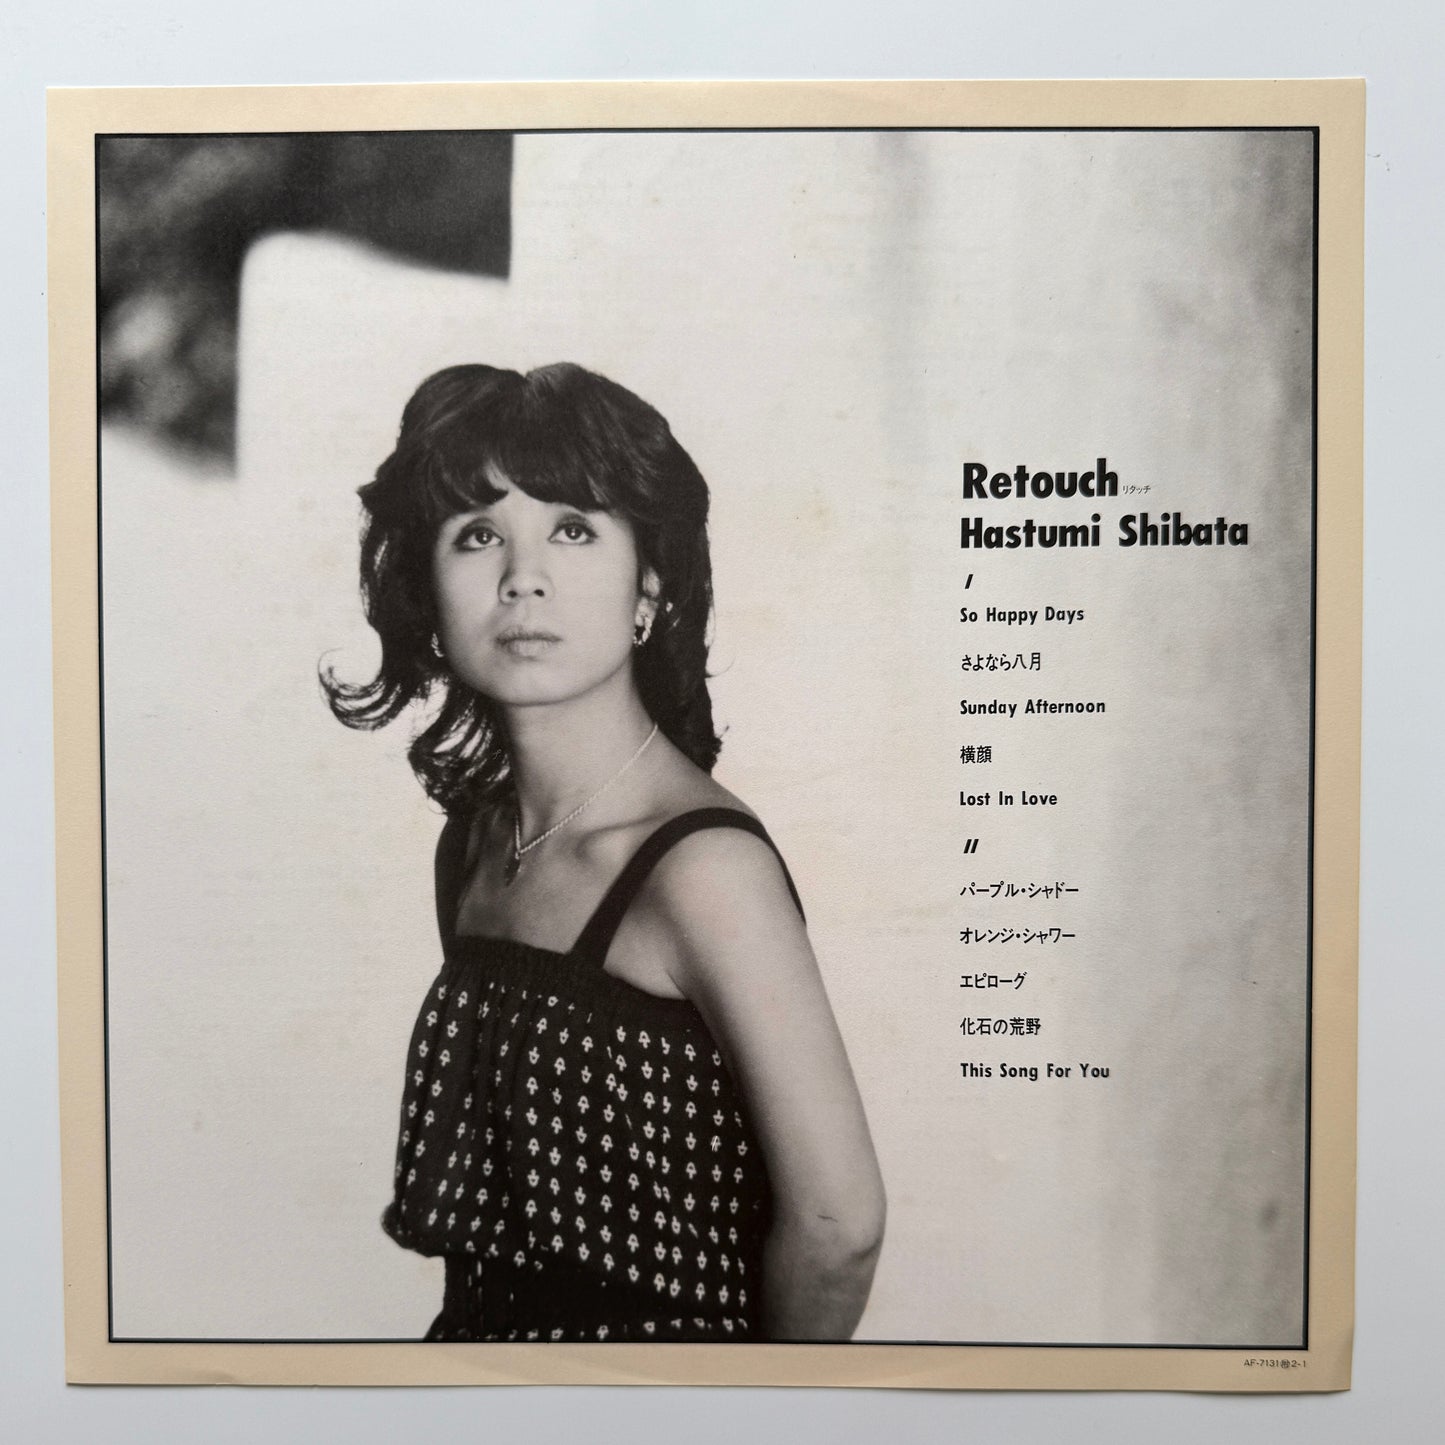 Retouch リタッチ
Hastumi Shibata
I
So Happy Days
さよなら八月
Sunday Afternoon
横顔
Lost In Love
II
パープル・シャドー
オレンジ・シャワー
エピローグ
化石の荒野
This Song For You
AF-7131 2-1